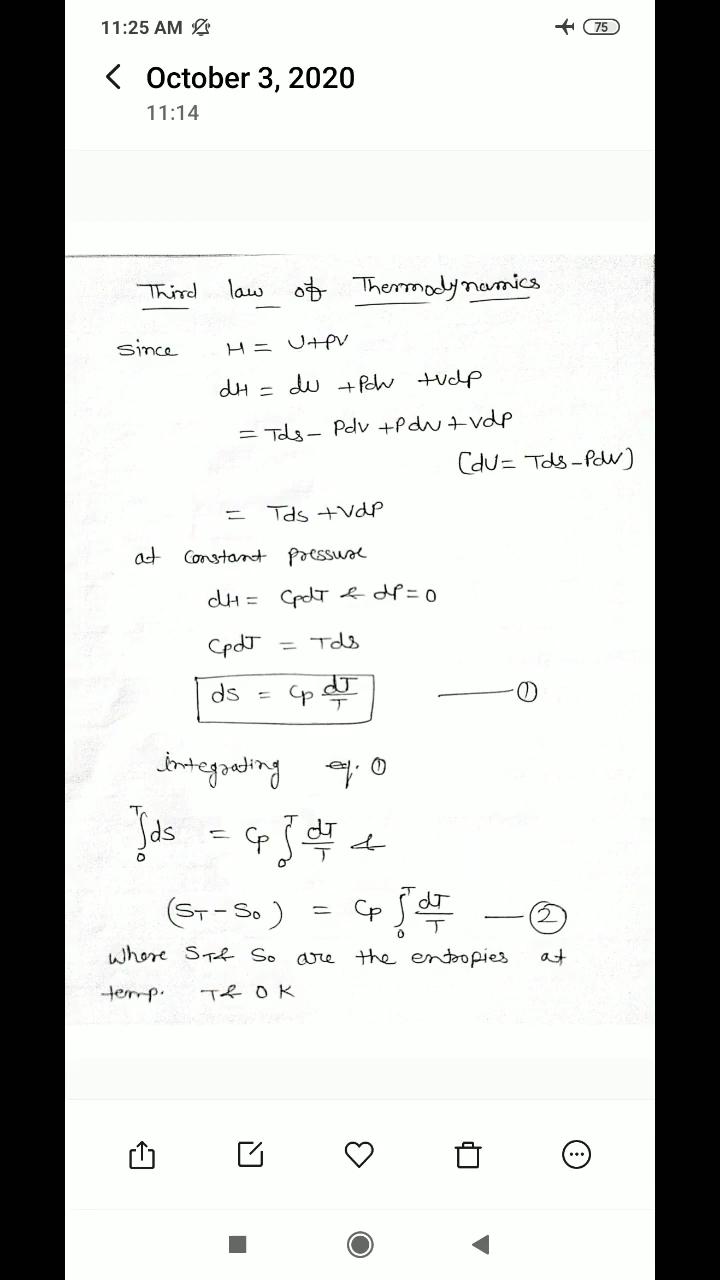 11:25 AM
75
October 3, 2020
11:14
Third law of Thermodynamics
Since H = U+PV
dH = dU + Pdv + vdp
= Tds - Pdv + Pdv + vdp
(dU = Tds - Pdv)
= Tds + vdp
at constant pressure
dH = CpdT & dP = 0
CpdT = Tds
ds = Cp dT/T —— ①
integrating eq. ①
∫₀ᵀ ds = Cp ∫₀ᵀ dT/T &
(ST - So) = Cp ∫₀ᵀ dT/T — ②
Where ST & So are the entropies at
temp. T & 0 K